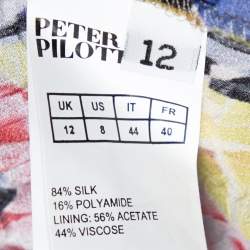 PETER
PILOTT
12
UK US IT FR
12 8 44 40
84% SILK
16% POLYAMIDE
LINING: 56% ACETATE
44% VISCOSE